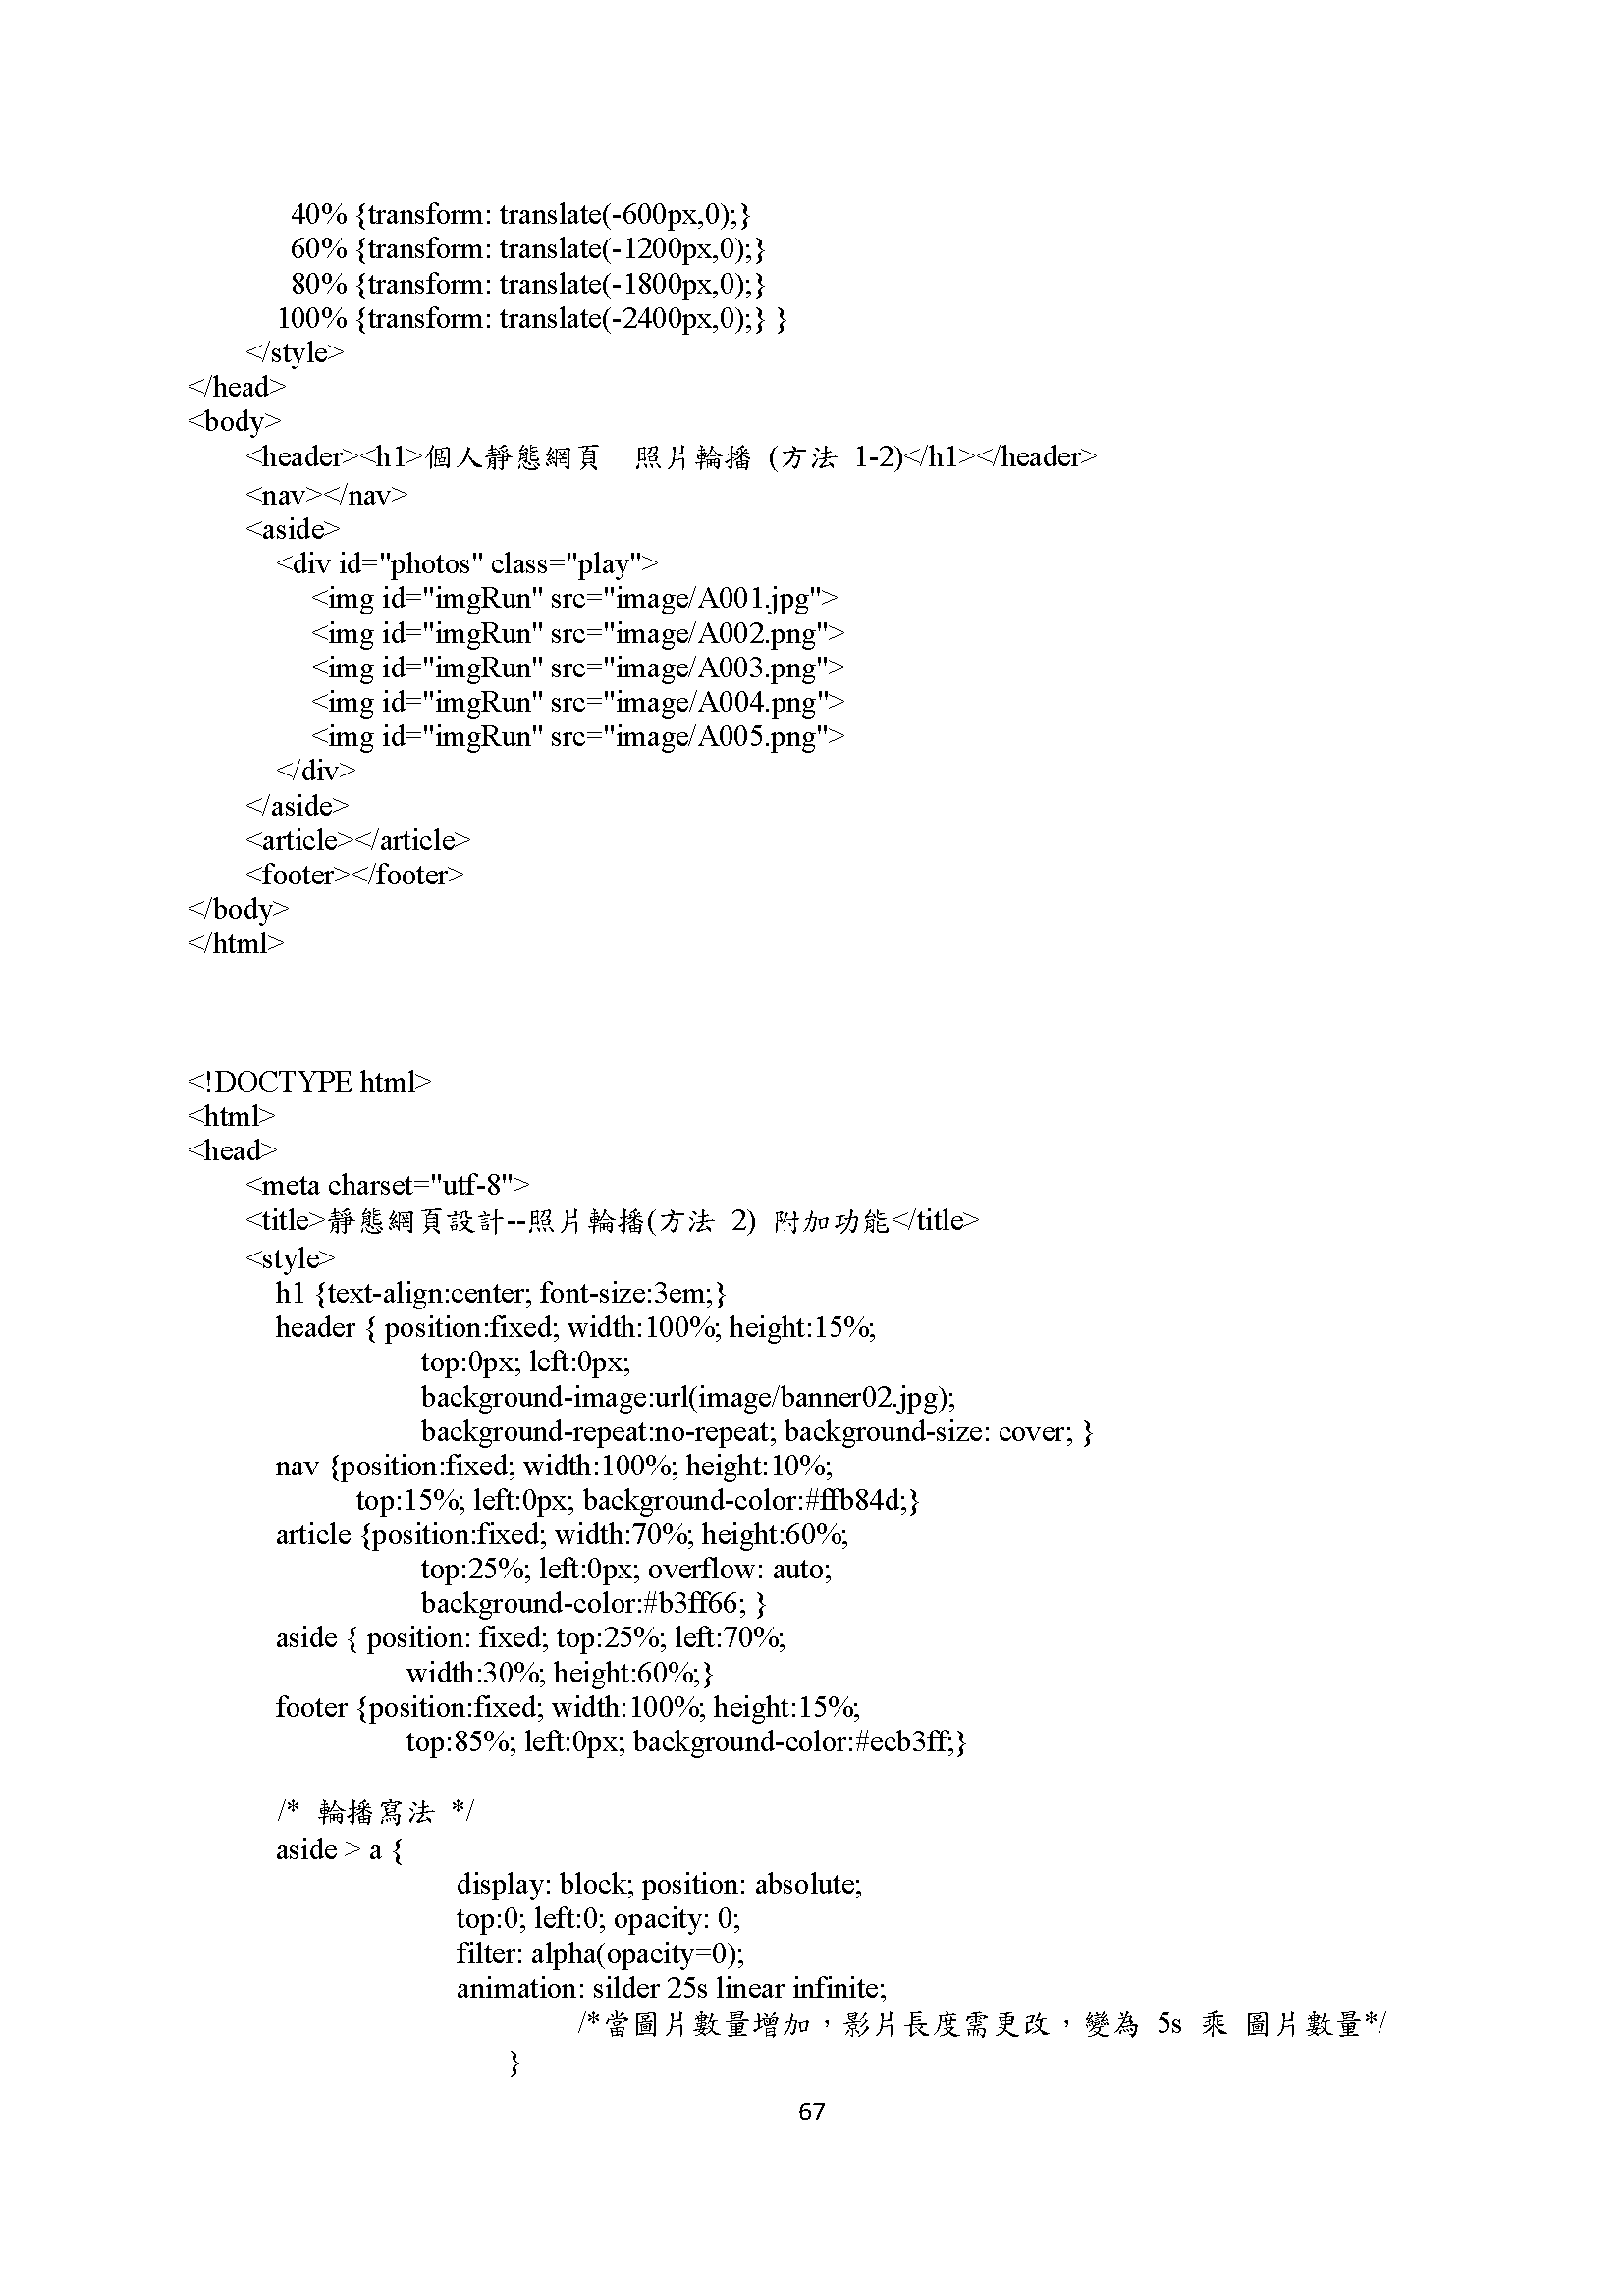 40% {transform: translate(-600px,0);}
60% {transform: translate(-1200px,0);}
80% {transform: translate(-1800px,0);}
100% {transform: translate(-2400px,0);} }
</style>
</head>
<body>
<header><h1>個人靜態網頁　照片輪播 (方法 1-2)</h1></header>
<nav></nav>
<aside>
<div id="photos" class="play">
<img id="imgRun" src="image/A001.jpg">
<img id="imgRun" src="image/A002.png">
<img id="imgRun" src="image/A003.png">
<img id="imgRun" src="image/A004.png">
<img id="imgRun" src="image/A005.png">
</div>
</aside>
<article></article>
<footer></footer>
</body>
</html>
<!DOCTYPE html>
<html>
<head>
<meta charset="utf-8">
<title>靜態網頁設計--照片輪播(方法 2) 附加功能</title>
<style>
h1 {text-align:center; font-size:3em;}
header { position:fixed; width:100%; height:15%;
top:0px; left:0px;
background-image:url(image/banner02.jpg);
background-repeat:no-repeat; background-size: cover; }
nav {position:fixed; width:100%; height:10%;
top:15%; left:0px; background-color:#ffb84d;}
article {position:fixed; width:70%; height:60%;
top:25%; left:0px; overflow: auto;
background-color:#b3ff66; }
aside { position: fixed; top:25%; left:70%;
width:30%; height:60%;}
footer {position:fixed; width:100%; height:15%;
top:85%; left:0px; background-color:#ecb3ff;}
/* 輪播寫法 */
aside > a {
display: block; position: absolute;
top:0; left:0; opacity: 0;
filter: alpha(opacity=0);
animation: silder 25s linear infinite;
/*當圖片數量增加，影片長度需更改，變為 5s 乘 圖片數量*/
}
67